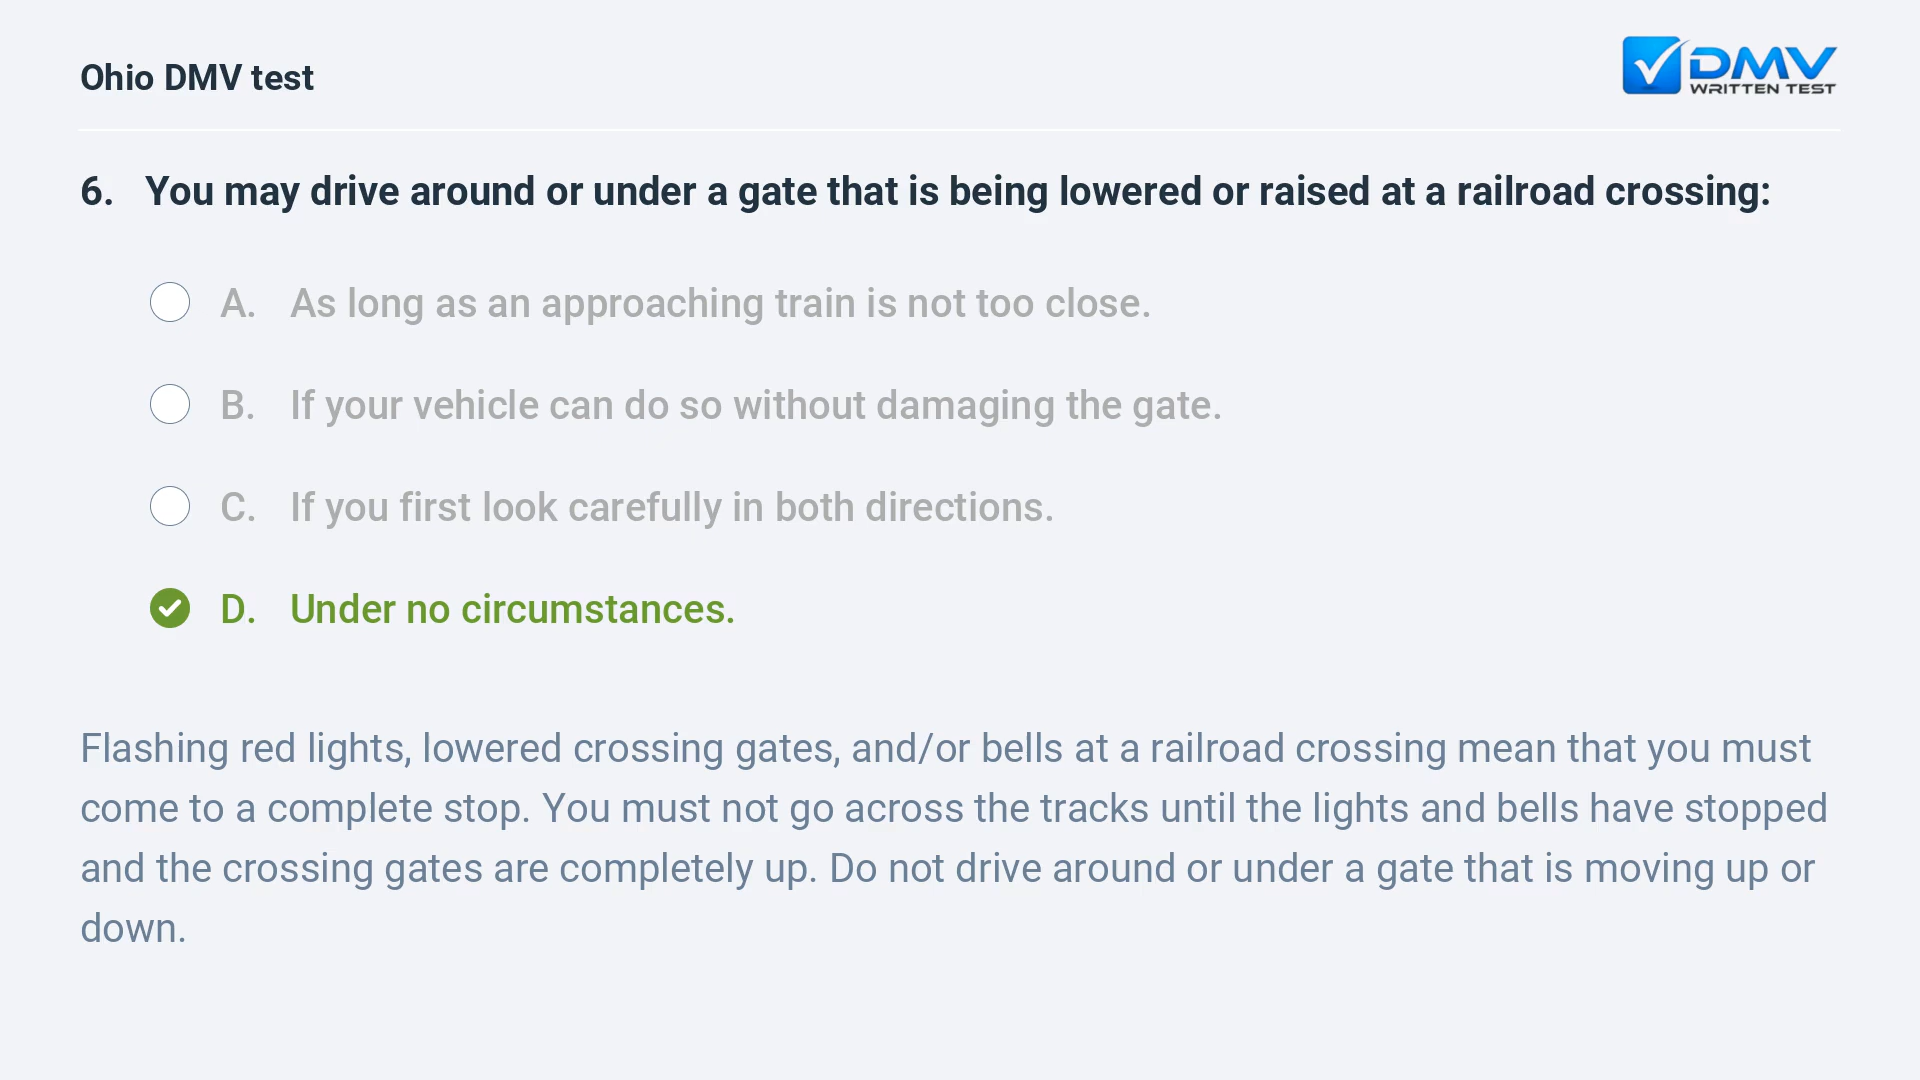 Ohio DMV test
DMV
WRITTEN TEST
6. You may drive around or under a gate that is being lowered or raised at a railroad crossing:
A. As long as an approaching train is not too close.
B. If your vehicle can do so without damaging the gate.
C. If you first look carefully in both directions.
D. Under no circumstances.
Flashing red lights, lowered crossing gates, and/or bells at a railroad crossing mean that you must
come to a complete stop. You must not go across the tracks until the lights and bells have stopped
and the crossing gates are completely up. Do not drive around or under a gate that is moving up or
down.